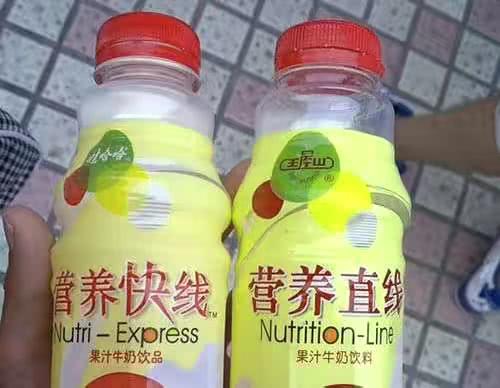 娃哈哈
营养快线
TM
Nutri - Express
果汁牛奶饮品
王屋山
®
营养直线
Nutrition-Line
果汁牛奶饮料